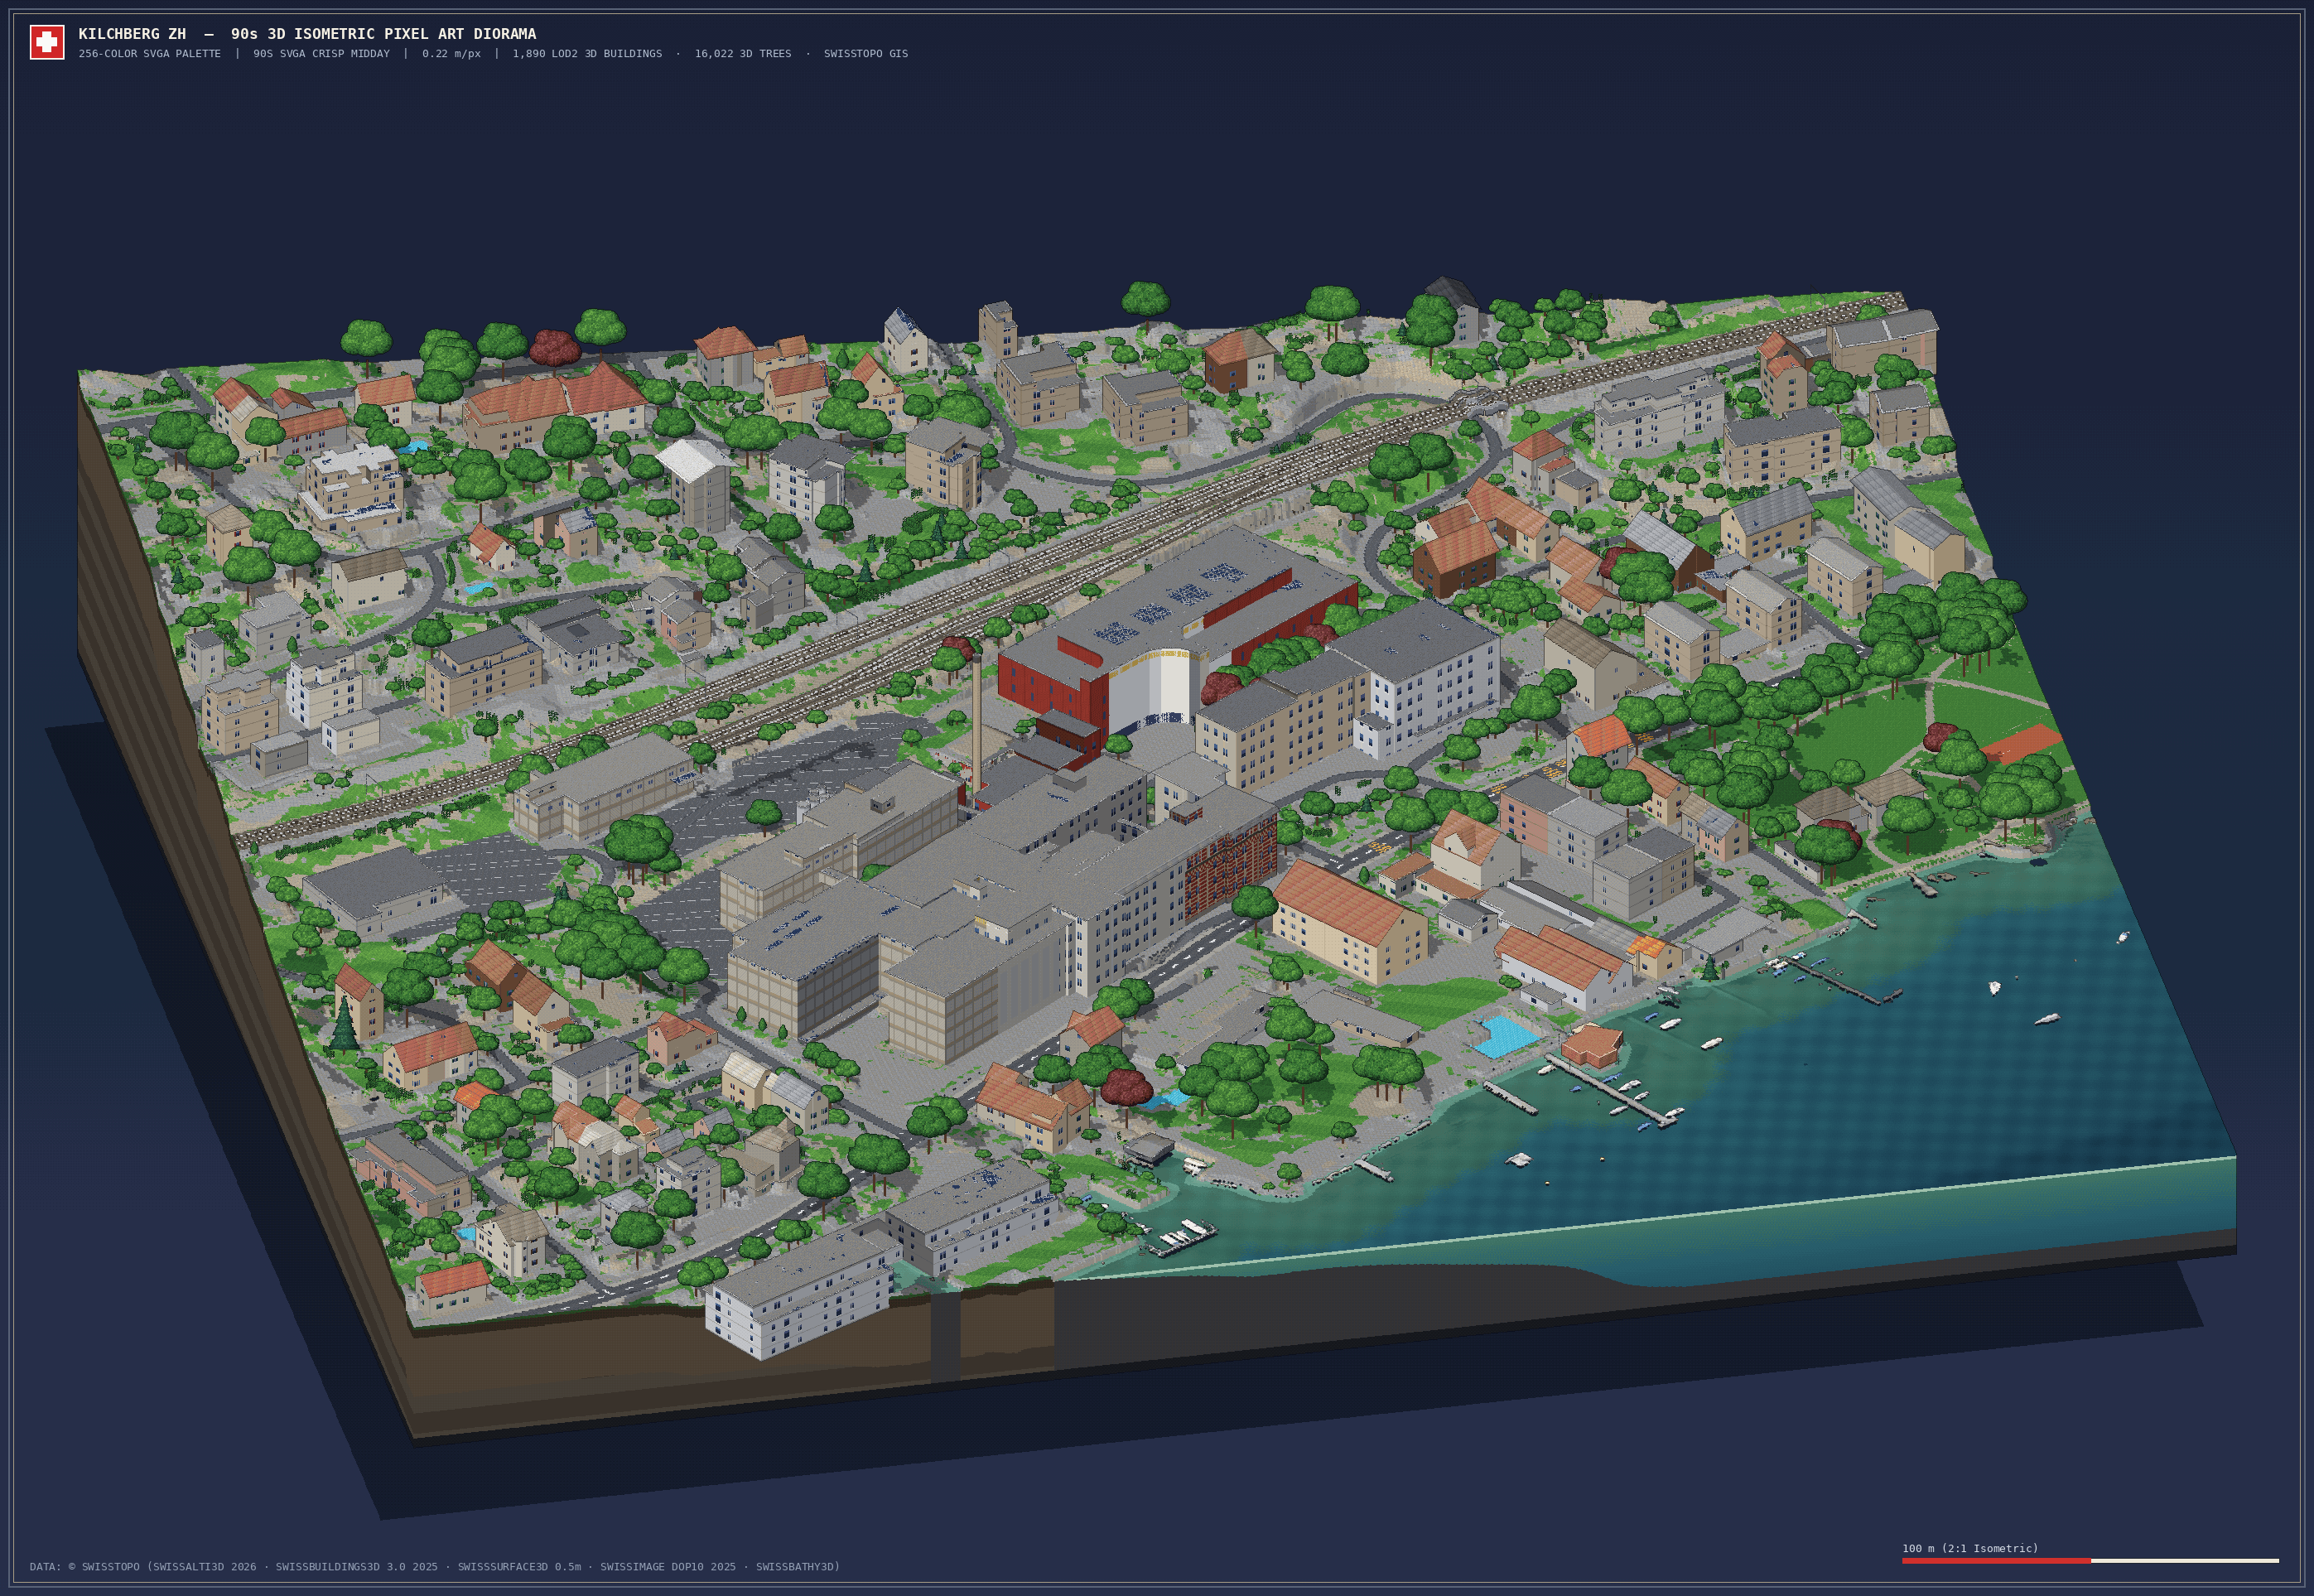 KILCHBERG ZH — 90s 3D ISOMETRIC PIXEL ART DIORAMA
256-COLOR SVGA PALETTE | 90S SVGA CRISP MIDDAY | 0.22 m/px | 1,890 LOD2 3D BUILDINGS · 16,022 3D TREES · SWISSTOPO GIS
100 m (2:1 Isometric)
DATA: © SWISSTOPO (SWISSALTI3D 2026 · SWISSBUILDINGS3D 3.0 2025 · SWISSSURFACE3D 0.5m · SWISSIMAGE DOP10 2025 · SWISSBATHY3D)